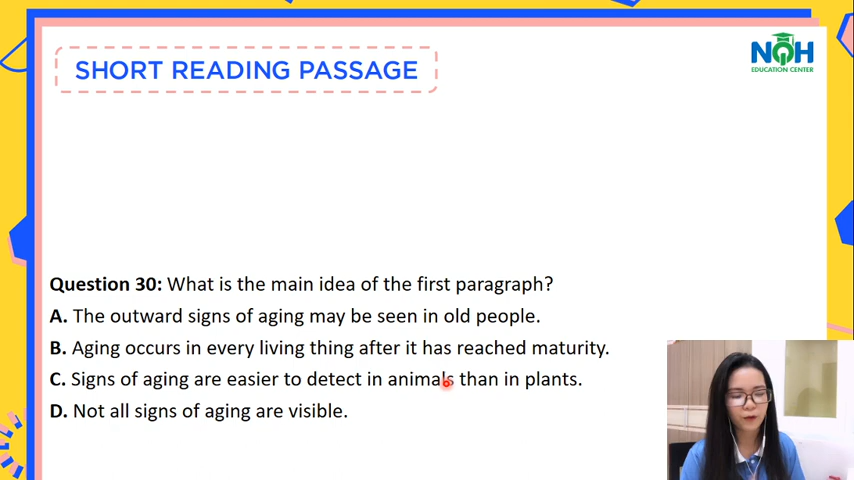 SHORT READING PASSAGE
NQH
EDUCATION CENTER
Question 30: What is the main idea of the first paragraph?
A. The outward signs of aging may be seen in old people.
B. Aging occurs in every living thing after it has reached maturity.
C. Signs of aging are easier to detect in animals than in plants.
D. Not all signs of aging are visible.